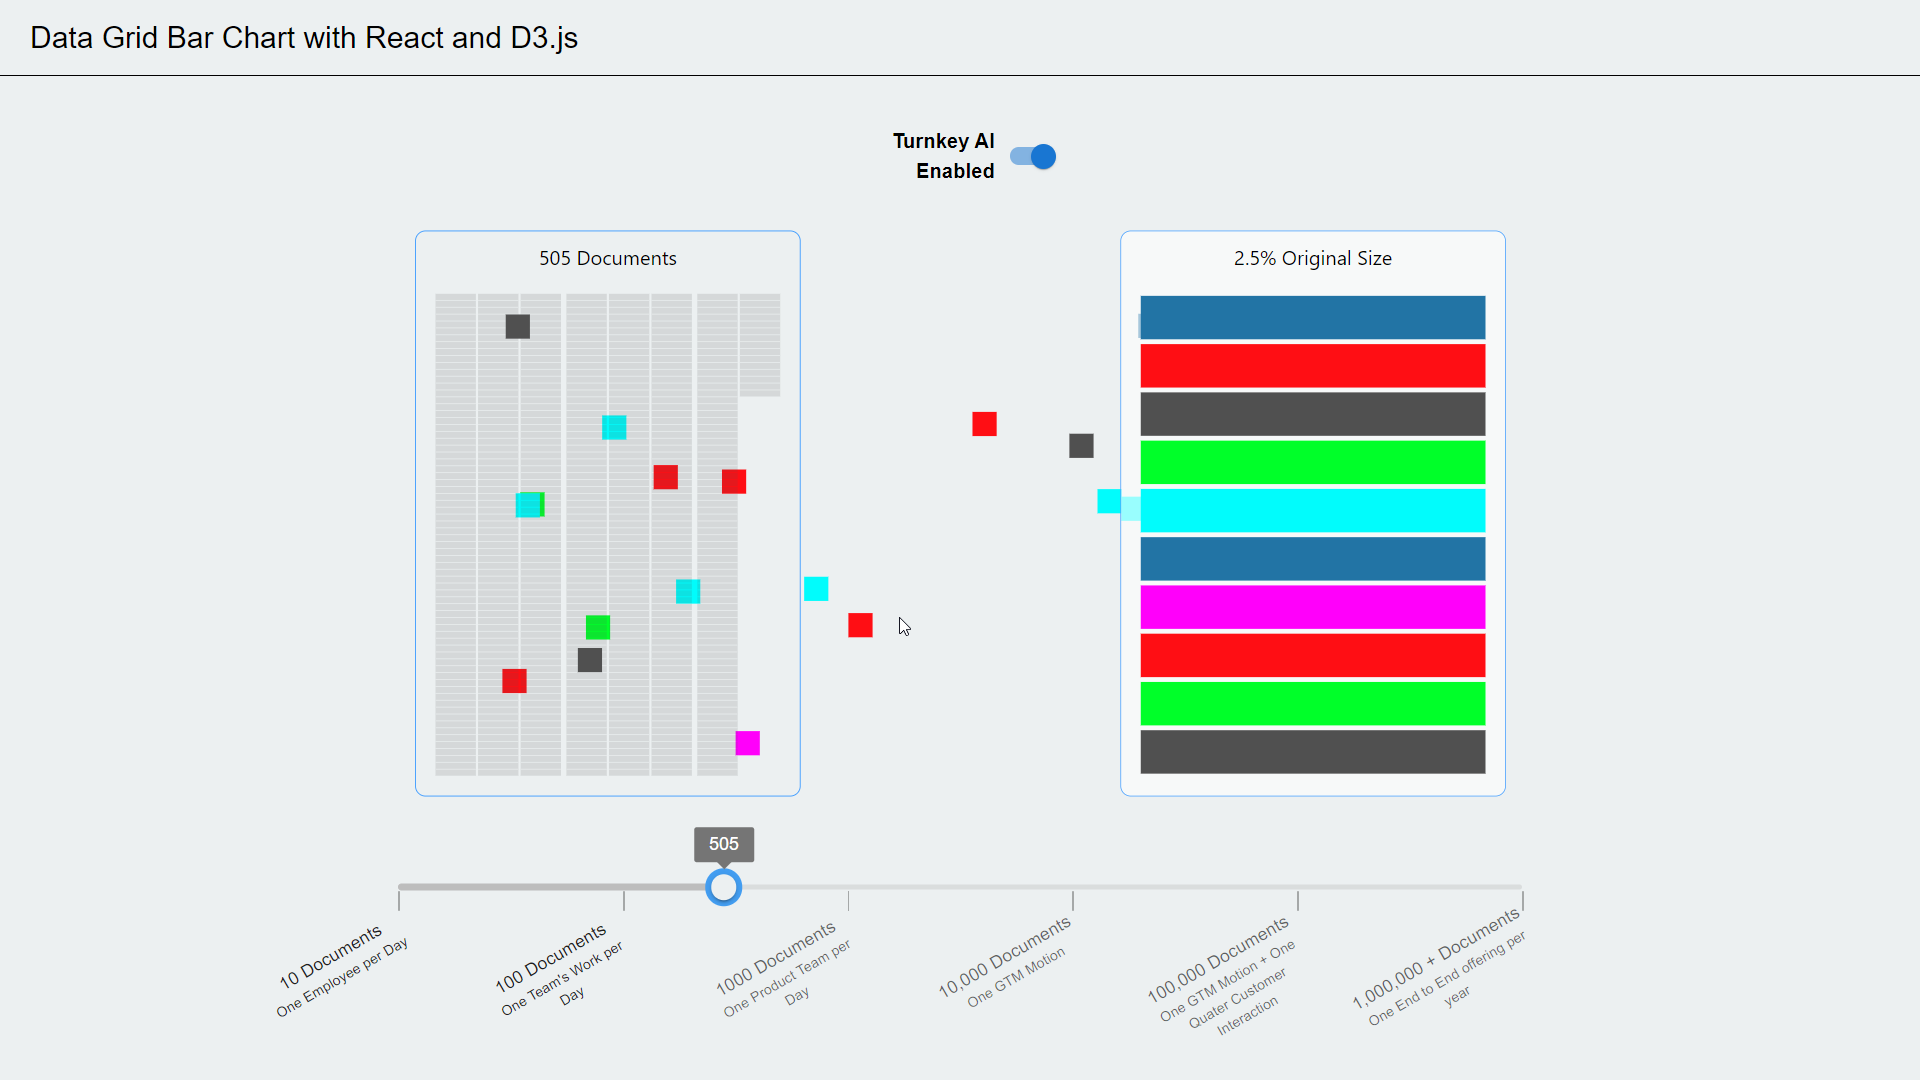 Data Grid Bar Chart with React and D3.js
Turnkey AI
Enabled
505 Documents
2.5% Original Size
505
10 Documents
One Employee per Day
100 Documents
One Team's Work per
Day
1000 Documents
One Product Team per
Day
10,000 Documents
One GTM Motion
100,000 Documents
One GTM Motion + One
Quater Customer
Interaction
1,000,000 + Documents
One End to End offering per
year